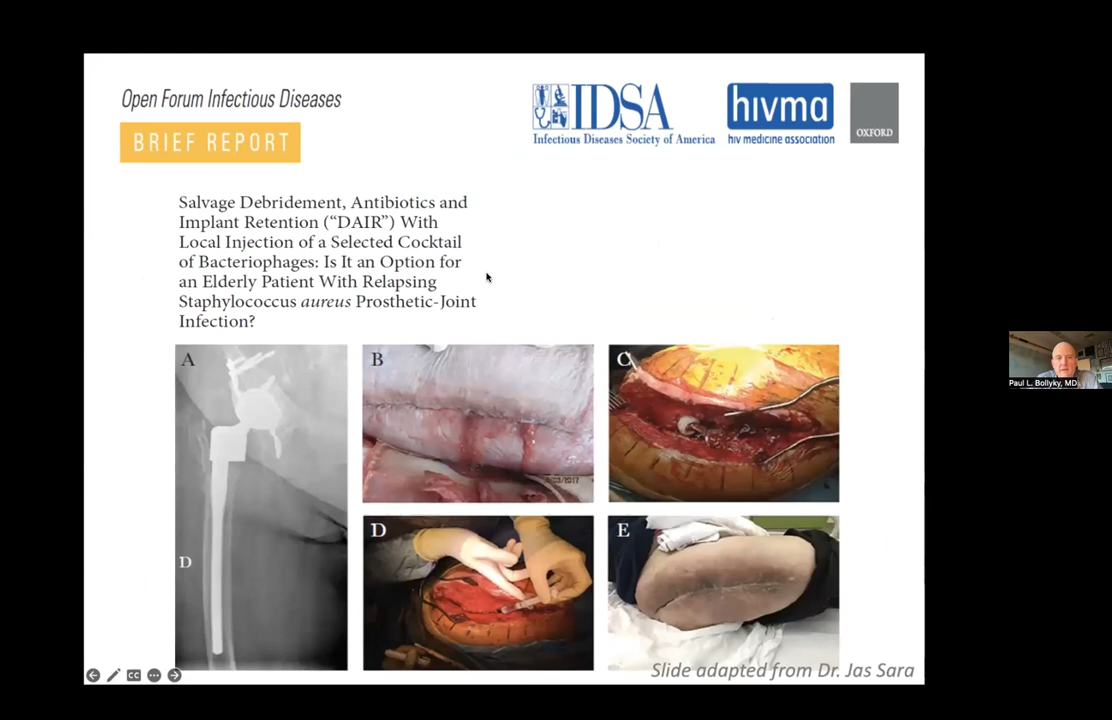 Open Forum Infectious Diseases
BRIEF REPORT
IDSA
Infectious Diseases Society of America
hivma
hiv medicine association
OXFORD
Salvage Debridement, Antibiotics and
Implant Retention (“DAIR”) With
Local Injection of a Selected Cocktail
of Bacteriophages: Is It an Option for
an Elderly Patient With Relapsing
Staphylococcus aureus Prosthetic-Joint
Infection?
A
B
C
D
D
E
Slide adapted from Dr. Jas Sara
CC
Paul L. Bollyky, MD